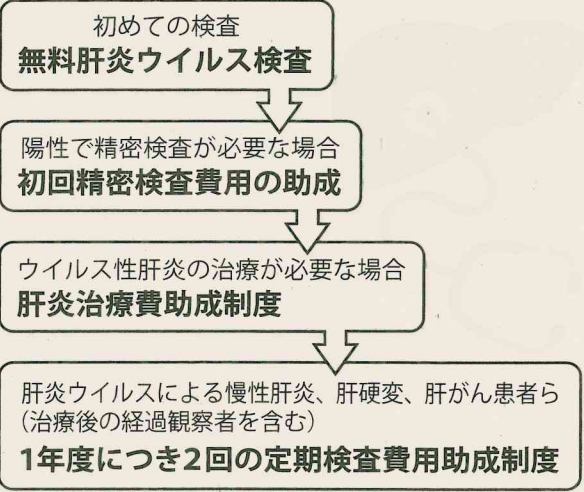 初めての検査
無料肝炎ウイルス検査
陽性で精密検査が必要な場合
初回精密検査費用の助成
ウイルス性肝炎の治療が必要な場合
肝炎治療費助成制度
肝炎ウイルスによる慢性肝炎、肝硬変、肝がん患者ら
(治療後の経過観察者を含む)
1年度につき2回の定期検査費用助成制度